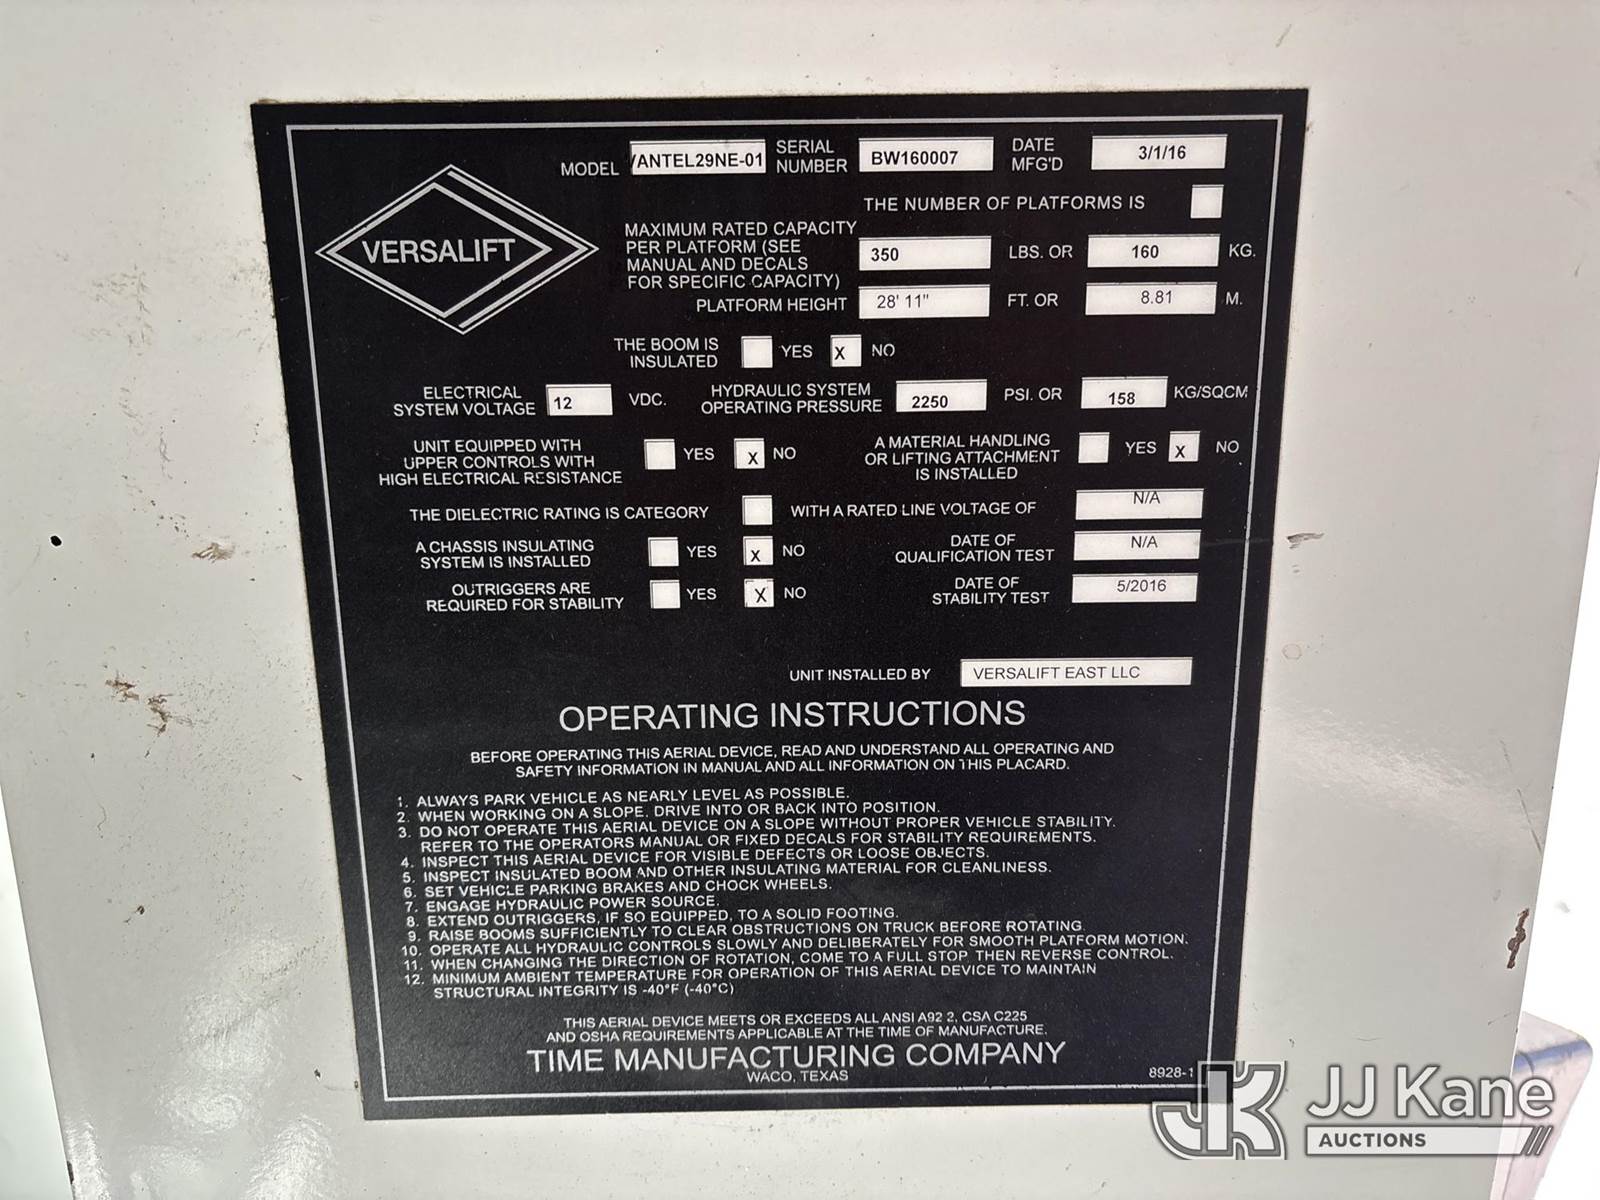 MODEL VANTEL29NE-01 SERIAL NUMBER BW160007 DATE MFG'D 3/1/16
THE NUMBER OF PLATFORMS IS
VERSALIFT
MAXIMUM RATED CAPACITY
PER PLATFORM (SEE
MANUAL AND DECALS
FOR SPECIFIC CAPACITY)
350 LBS. OR 160 KG.
PLATFORM HEIGHT 28' 11" FT. OR 8.81 M.
THE BOOM IS
INSULATED YES X NO
ELECTRICAL
SYSTEM VOLTAGE 12 VDC.
HYDRAULIC SYSTEM
OPERATING PRESSURE 2250 PSI. OR 158 KG/SQCM
UNIT EQUIPPED WITH
UPPER CONTROLS WITH
HIGH ELECTRICAL RESISTANCE
YES X NO
A MATERIAL HANDLING
OR LIFTING ATTACHMENT
IS INSTALLED
YES X NO
THE DIELECTRIC RATING IS CATEGORY WITH A RATED LINE VOLTAGE OF N/A
A CHASSIS INSULATING
SYSTEM IS INSTALLED YES X NO
DATE OF
QUALIFICATION TEST N/A
OUTRIGGERS ARE
REQUIRED FOR STABILITY YES X NO
DATE OF
STABILITY TEST 5/2016
UNIT INSTALLED BY VERSALIFT EAST LLC
OPERATING INSTRUCTIONS
BEFORE OPERATING THIS AERIAL DEVICE, READ AND UNDERSTAND ALL OPERATING AND
SAFETY INFORMATION IN MANUAL AND ALL INFORMATION ON THIS PLACARD.
1. ALWAYS PARK VEHICLE AS NEARLY LEVEL AS POSSIBLE.
2. WHEN WORKING ON A SLOPE, DRIVE INTO OR BACK INTO POSITION.
3. DO NOT OPERATE THIS AERIAL DEVICE ON A SLOPE WITHOUT PROPER VEHICLE STABILITY.
REFER TO THE OPERATORS MANUAL OR FIXED DECALS FOR STABILITY REQUIREMENTS.
4. INSPECT THIS AERIAL DEVICE FOR VISIBLE DEFECTS OR LOOSE OBJECTS.
5. INSPECT INSULATED BOOM AND OTHER INSULATING MATERIAL FOR CLEANLINESS.
6. SET VEHICLE PARKING BRAKES AND CHOCK WHEELS.
7. ENGAGE HYDRAULIC POWER SOURCE.
8. EXTEND OUTRIGGERS, IF SO EQUIPPED, TO A SOLID FOOTING.
9. RAISE BOOMS SUFFICIENTLY TO CLEAR OBSTRUCTIONS ON TRUCK BEFORE ROTATING.
10. OPERATE ALL HYDRAULIC CONTROLS SLOWLY AND DELIBERATELY FOR SMOOTH PLATFORM MOTION.
11. WHEN CHANGING THE DIRECTION OF ROTATION, COME TO A FULL STOP, THEN REVERSE CONTROL.
12. MINIMUM AMBIENT TEMPERATURE FOR OPERATION OF THIS AERIAL DEVICE TO MAINTAIN
STRUCTURAL INTEGRITY IS -40°F (-40°C)
THIS AERIAL DEVICE MEETS OR EXCEEDS ALL ANSI A92.2, CSA C225
AND OSHA REQUIREMENTS APPLICABLE AT THE TIME OF MANUFACTURE.
TIME MANUFACTURING COMPANY
WACO, TEXAS
8928-1
JK JJ Kane
AUCTIONS